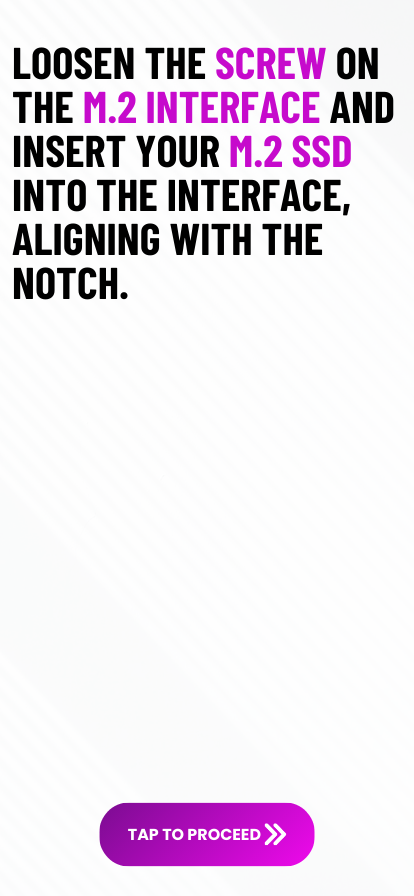 LOOSEN THE SCREW ON
THE M.2 INTERFACE AND
INSERT YOUR M.2 SSD
INTO THE INTERFACE,
ALIGNING WITH THE
NOTCH.
TAP TO PROCEED